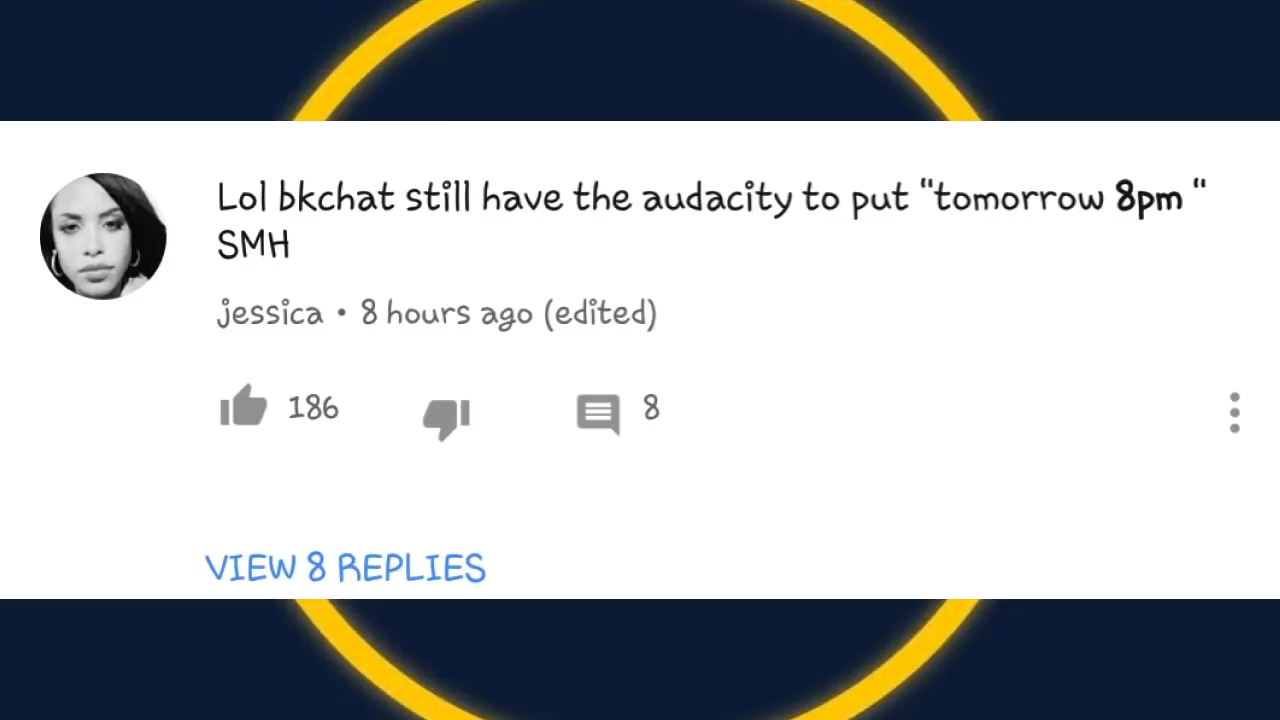 Lol bkchat still have the audacity to put "tomorrow 8pm "
SMH
jessica • 8 hours ago (edited)
186
8
VIEW 8 REPLIES